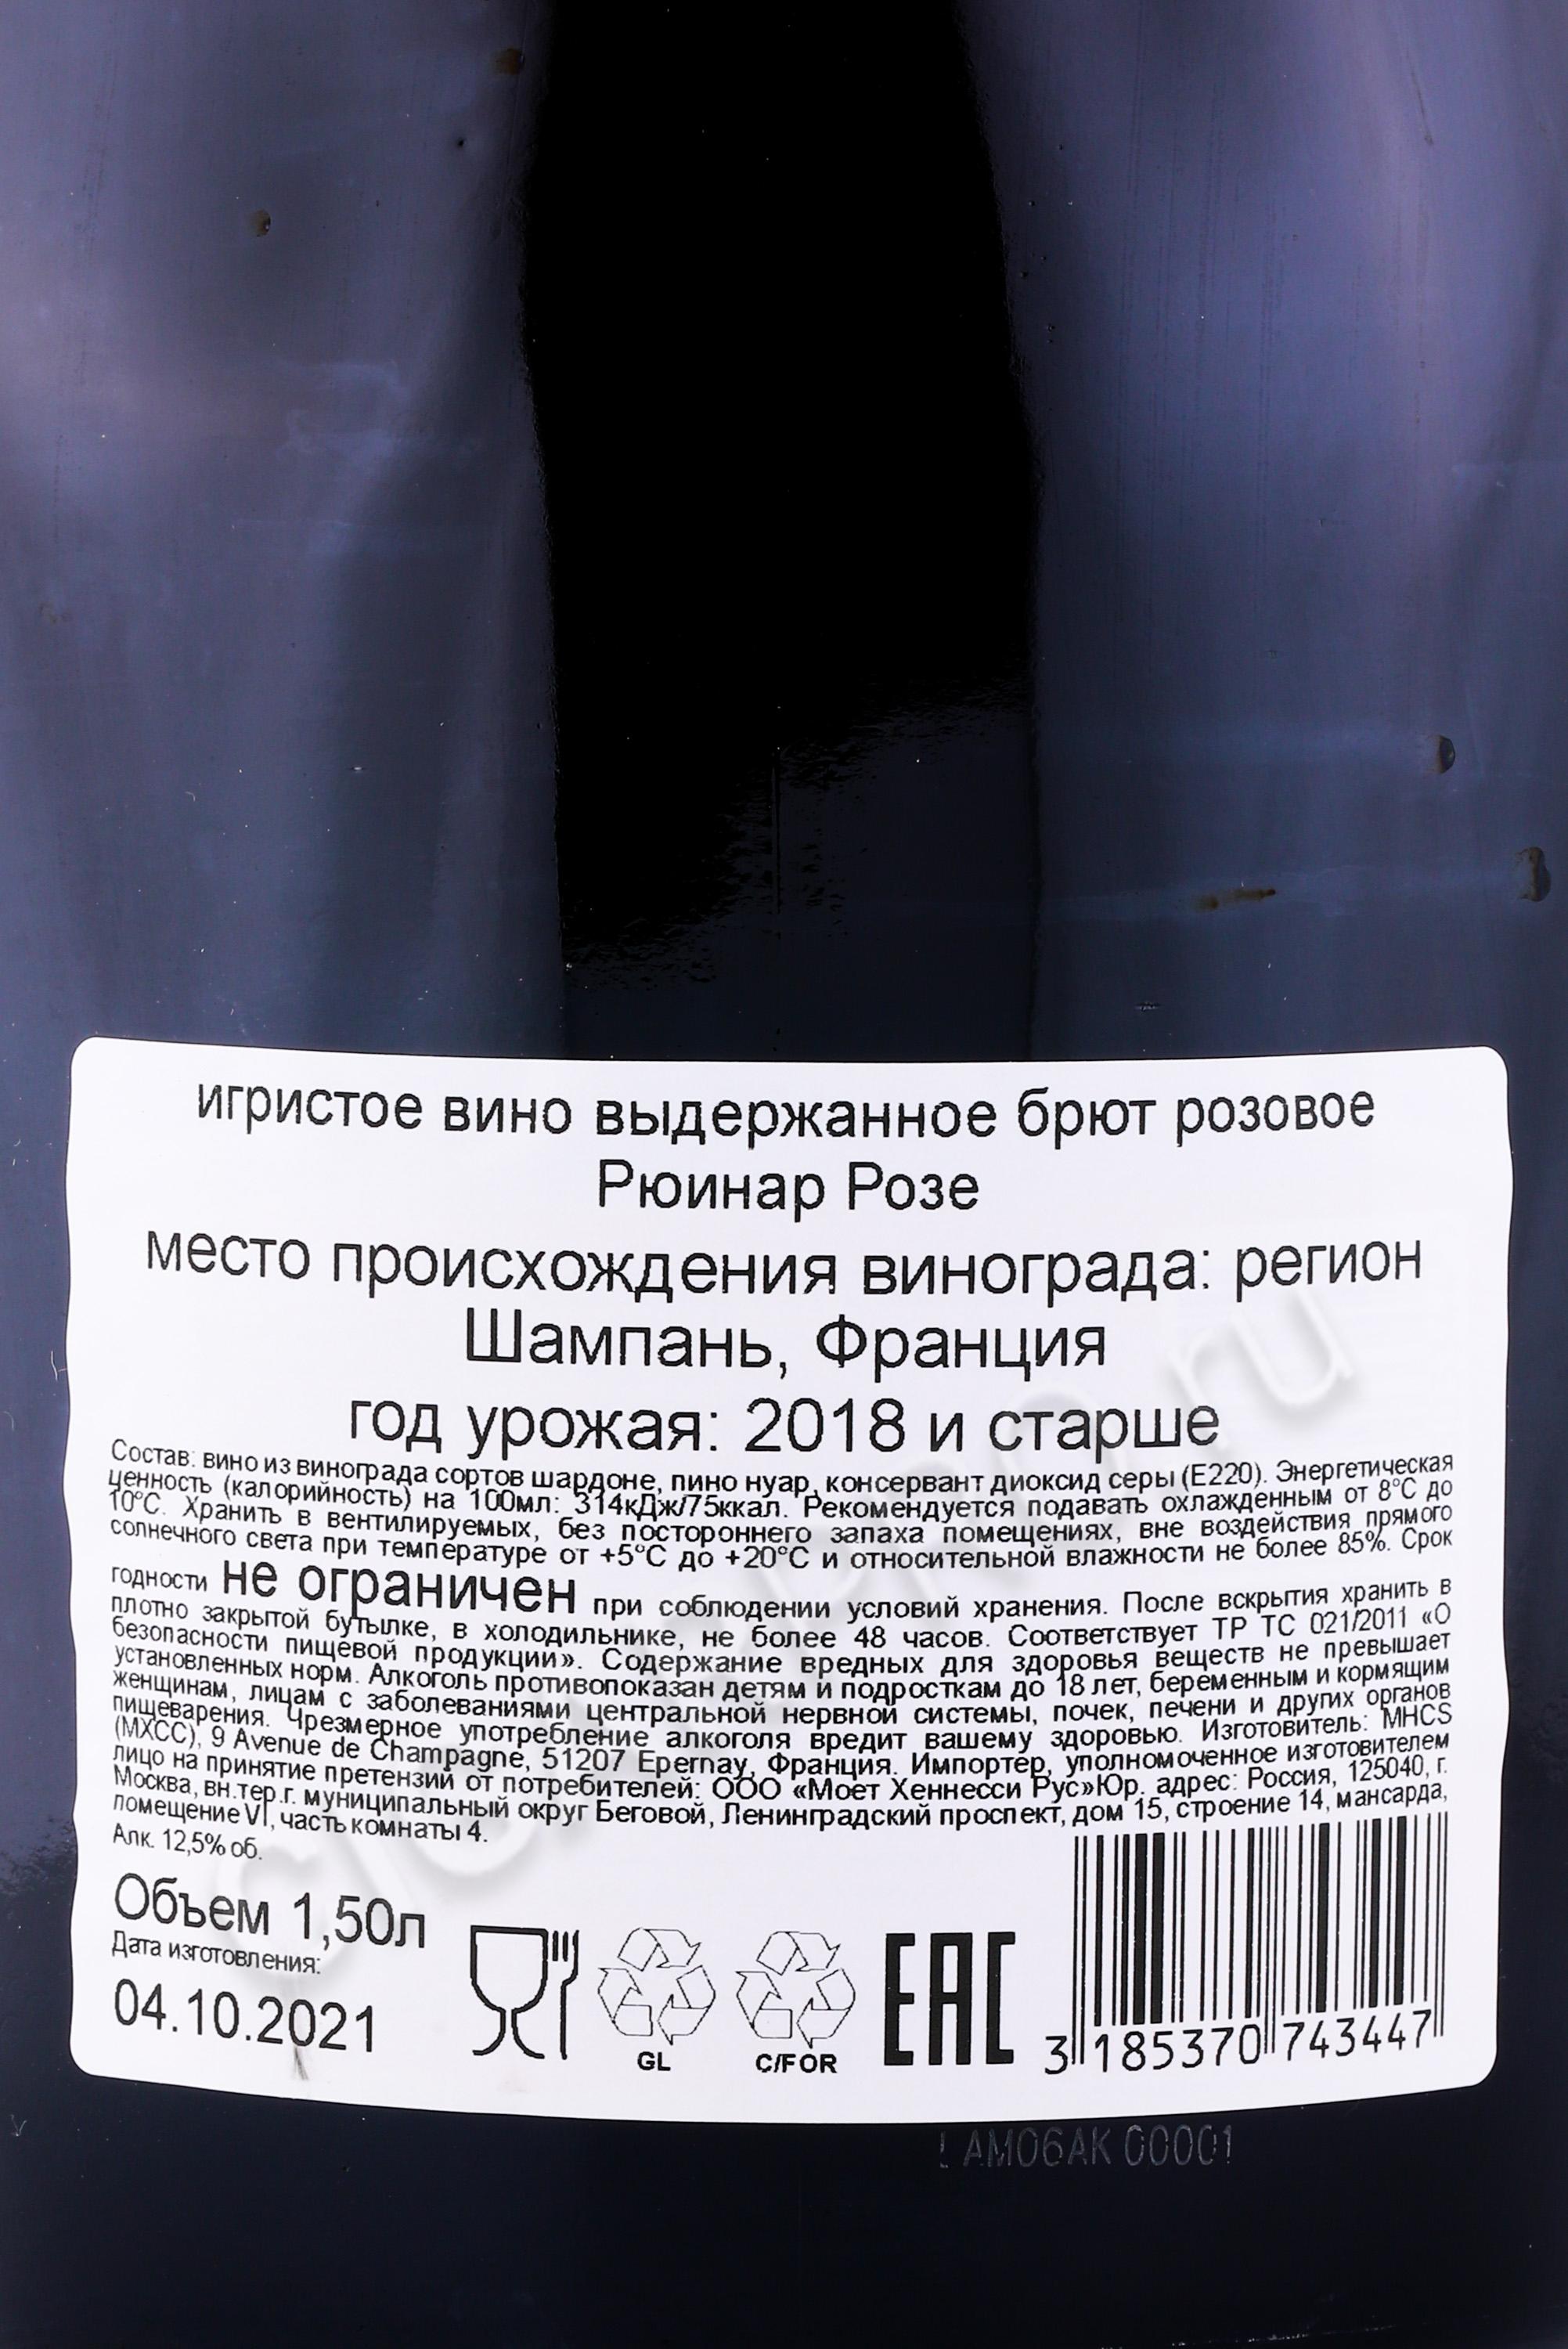 игристое вино выдержанное брют розовое
Рюинар Розе
место происхождения винограда: регион
Шампань, Франция
год урожая: 2018 и старше
Состав: вино из винограда сортов шардоне, пино нуар, консервант диоксид серы (Е220). Энергетическая
ценность (калорийность) на 100мл: 314кДж/75ккал. Рекомендуется подавать охлажденным от 8°С до
10°С. Хранить в вентилируемых, без постороннего запаха помещениях, вне воздействия прямого
солнечного света при температуре от +5°С до +20°С и относительной влажности не более 85%. Срок
годности не ограничен при соблюдении условий хранения. После вскрытия хранить в
плотно закрытой бутылке, в холодильнике, не более 48 часов. Соответствует ТР ТС 021/2011 «О
безопасности пищевой продукции». Содержание вредных для здоровья веществ не превышает
установленных норм. Алкоголь противопоказан детям и подросткам до 18 лет, беременным и кормящим
женщинам, лицам с заболеваниями центральной нервной системы, почек, печени и других органов
пищеварения. Чрезмерное употребление алкоголя вредит вашему здоровью. Изготовитель: MHCS
(МХСС), 9 Avenue de Champagne, 51207 Epernay, Франция. Импортер, уполномоченное изготовителем
лицо на принятие претензий от потребителей: ООО «Моет Хеннесси Рус»Юр. адрес: Россия, 125040, г.
Москва, вн.тер.г. муниципальный округ Беговой, Ленинградский проспект, дом 15, строение 14, мансарда,
помещение VI, часть комнаты 4.
Алк. 12,5% об.
Объем 1,50л
Дата изготовления:
04.10.2021
GL
C/FOR
EAC
3 185370 743447
L AM06AK 00001